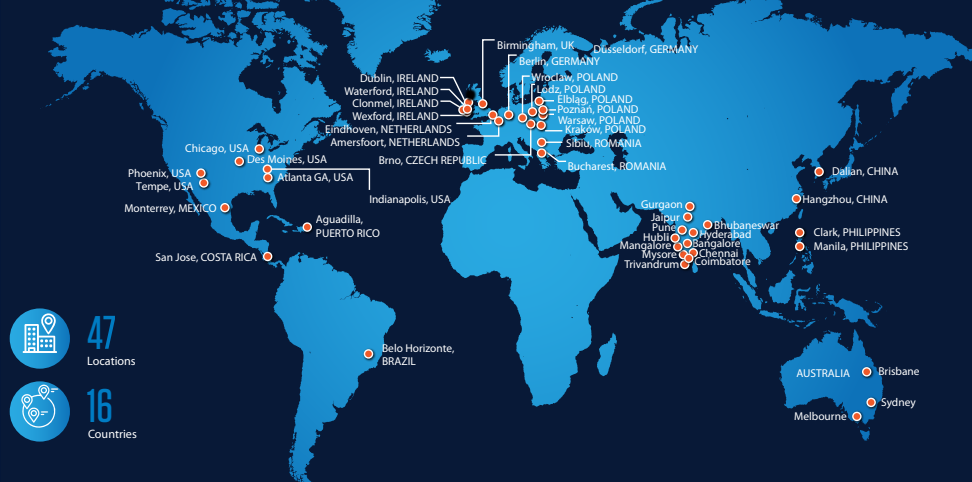 Birmingham, UK
Dusseldorf, GERMANY
Berlin, GERMANY
Dublin, IRELAND
Wroclaw, POLAND
Waterford, IRELAND
Lódz, POLAND
Clonmel, IRELAND
Elbląg, POLAND
Wexford, IRELAND
Poznań, POLAND
Warsaw, POLAND
Eindhoven, NETHERLANDS
Kraków, POLAND
Amersfoort, NETHERLANDS
Sibiu, ROMANIA
Brno, CZECH REPUBLIC
Bucharest, ROMANIA
Chicago, USA
Des Moines, USA
Phoenix, USA
Atlanta GA, USA
Tempe, USA
Indianapolis, USA
Monterrey, MEXICO
Aguadilla,
PUERTO RICO
San Jose, COSTA RICA
Dalian, CHINA
Hangzhou, CHINA
Gurgaon
Jaipur
Bhubaneswar
Pune
Hyderabad
Hubli
Bangalore
Mangalore
Chennai
Mysore
Coimbatore
Trivandrum
Clark, PHILIPPINES
Manila, PHILIPPINES
47
Locations
Belo Horizonte,
BRAZIL
16
Countries
AUSTRALIA
Brisbane
Sydney
Melbourne